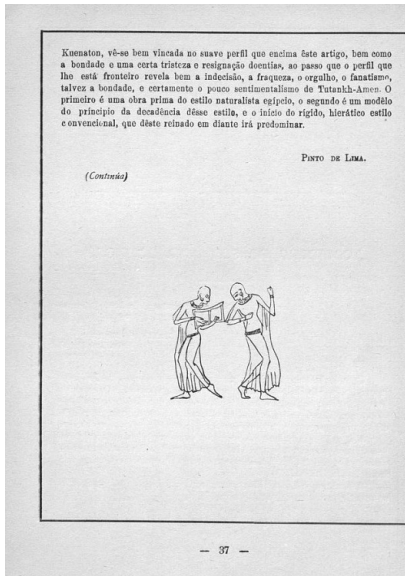 Kuenaton, vê-se bem vincada no suave perfil que encima êste artigo, bem como
a bondade e uma certa tristeza e resignação doentias, ao passo que o perfil que
lhe está fronteiro revela bem a indecisão, a fraqueza, o orgulho, o fanatismo,
talvez a bondade, e certamente o pouco sentimentalismo de Tutankh-Amen. O
primeiro é uma obra prima do estilo naturalista egípcio, o segundo é um modêlo
do principio da decadência dêsse estilo, e o início do rígido, hierático estilo
convencional, que dêste reinado em diante irá predominar.
PINTO DE LIMA.
(Continúa)
— 37 —